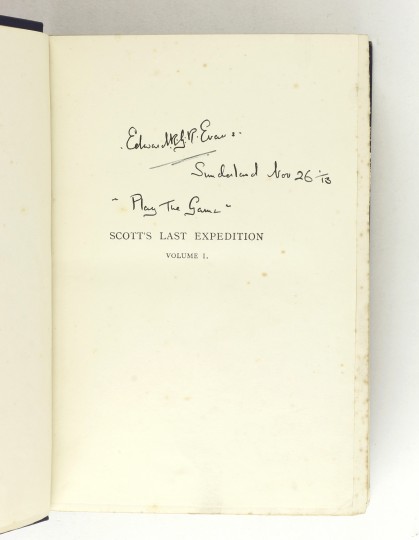 Edward R.G.R. Evans.
Sunderland Nov 26/13
"Play The Game"
SCOTT'S LAST EXPEDITION
VOLUME I.